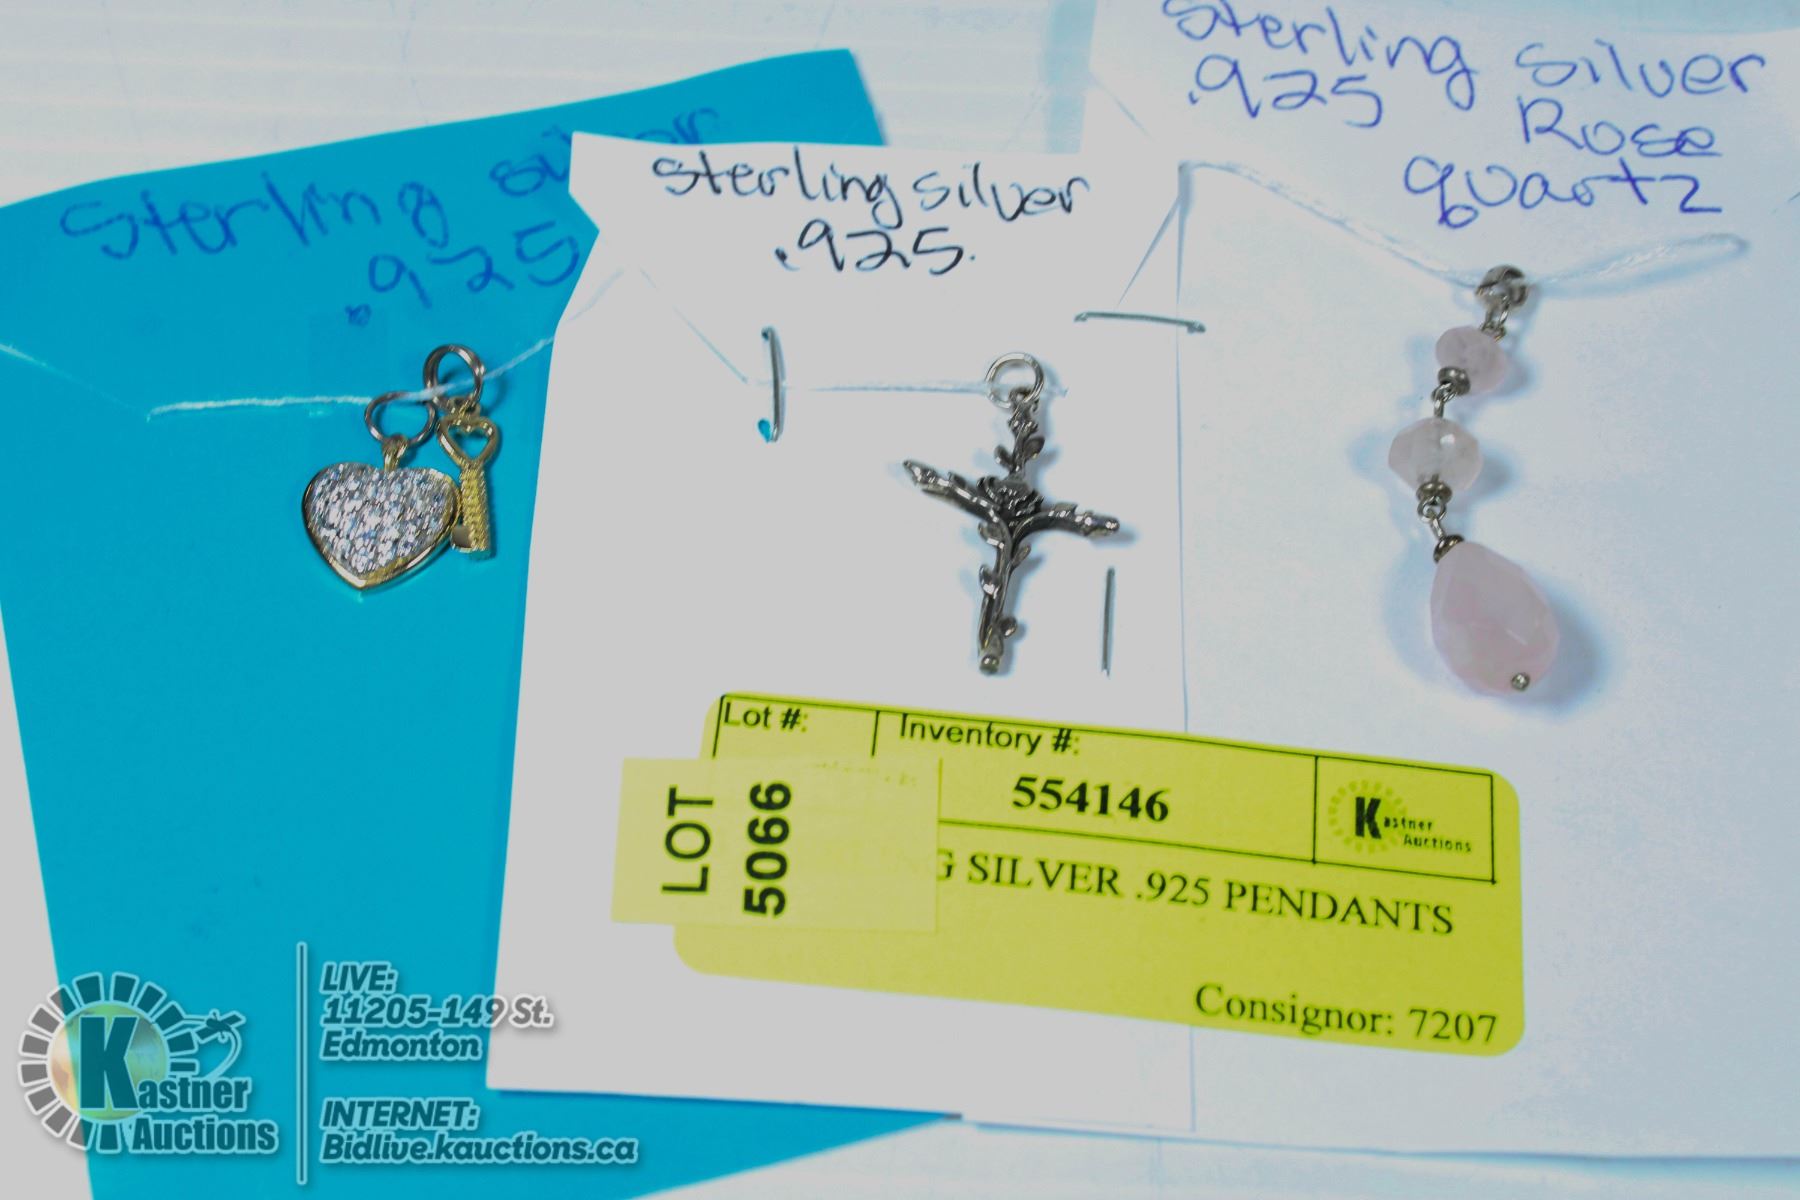 sterling
.925
sterling silver
.925
sterling silver
.925 Rose
quartz
Lot #:
Inventory #:
554146
Kastner
Auctions
LOT
5066
G SILVER .925 PENDANTS
Consignor: 7207
Kastner
Auctions
LIVE:
11205-149 St.
Edmonton
INTERNET:
Bidlive.kauctions.ca